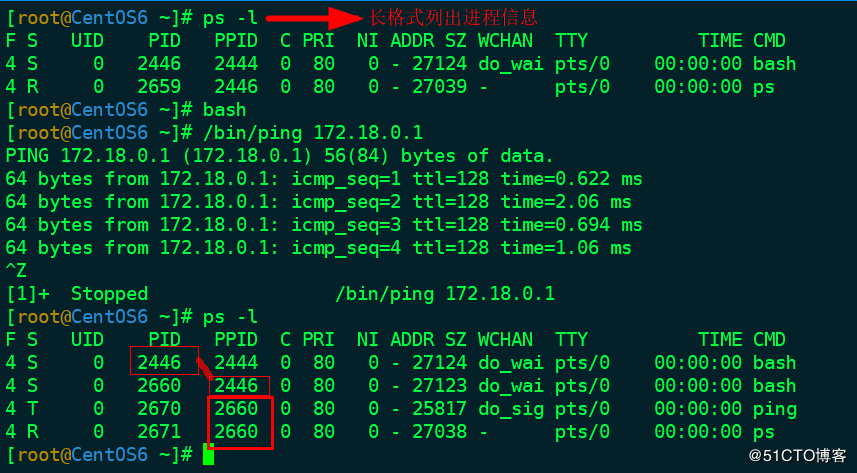 [root@CentOS6 ~]# ps -l 长格式列出进程信息
F S   UID    PID   PPID  C PRI  NI ADDR SZ WCHAN  TTY          TIME CMD
4 S     0   2446   2444  0  80   0 - 27124 do_wai pts/0    00:00:00 bash
4 R     0   2659   2446  0  80   0 - 27039 -      pts/0    00:00:00 ps
[root@CentOS6 ~]# bash
[root@CentOS6 ~]# /bin/ping 172.18.0.1
PING 172.18.0.1 (172.18.0.1) 56(84) bytes of data.
64 bytes from 172.18.0.1: icmp_seq=1 ttl=128 time=0.622 ms
64 bytes from 172.18.0.1: icmp_seq=2 ttl=128 time=2.06 ms
64 bytes from 172.18.0.1: icmp_seq=3 ttl=128 time=0.694 ms
64 bytes from 172.18.0.1: icmp_seq=4 ttl=128 time=1.06 ms
^Z
[1]+  Stopped                 /bin/ping 172.18.0.1
[root@CentOS6 ~]# ps -l
F S   UID    PID   PPID  C PRI  NI ADDR SZ WCHAN  TTY          TIME CMD
4 S     0   2446   2444  0  80   0 - 27124 do_wai pts/0    00:00:00 bash
4 S     0   2660   2446  0  80   0 - 27123 do_wai pts/0    00:00:00 bash
4 T     0   2670   2660  0  80   0 - 25817 do_sig pts/0    00:00:00 ping
4 R     0   2671   2660  0  80   0 - 27038 -      pts/0    00:00:00 ps
[root@CentOS6 ~]#
@51CTO博客